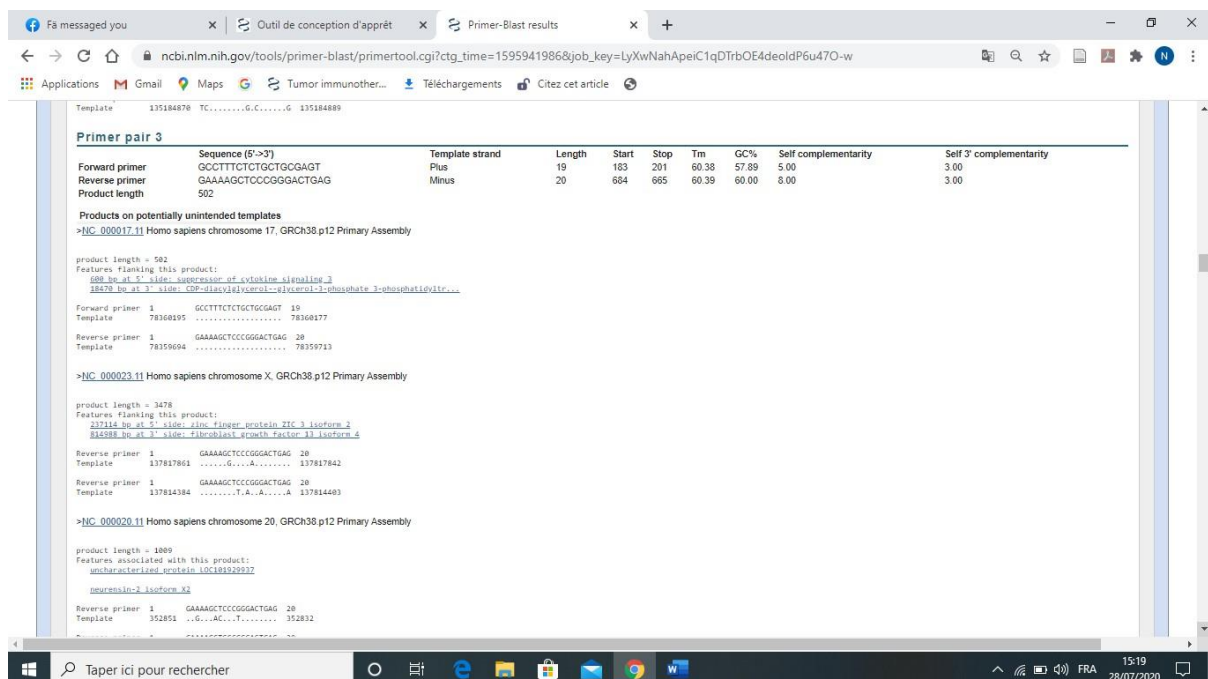 Fà messaged you
Outil de conception d'apprêt
Primer-Blast results
ncbi.nlm.nih.gov/tools/primer-blast/primertool.cgi?ctg_time=1595941986&job_key=LyXwNahApeiC1qDTrbOE4deoldP6u47O-w
Applications Gmail Maps Tumor immunother... Téléchargements Citez cet article
Template 135184870 TC........G.C......G 135184889
Primer pair 3
Sequence (5'->3') Template strand Length Start Stop Tm GC% Self complementarity Self 3' complementarity
Forward primer GCCTTTCTCTGCTGCGAGT Plus 19 183 201 60.38 57.89 5.00 3.00
Reverse primer GAAAAGCTCCCGGGACTGAG Minus 20 684 665 60.39 60.00 8.00 3.00
Product length 502
Products on potentially unintended templates
>NC_000017.11 Homo sapiens chromosome 17, GRCh38.p12 Primary Assembly
product length = 502
Features flanking this product:
600 bp at 5' side: suppressor of cytokine signaling 3
18470 bp at 3' side: CDP-diacylglycerol--glycerol-3-phosphate 3-phosphatidyltr...
Forward primer 1 GCCTTTCTCTGCTGCGAGT 19
Template 78360195 ................... 78360177
Reverse primer 1 GAAAAGCTCCCGGGACTGAG 20
Template 78359694 .................... 78359713
>NC_000023.11 Homo sapiens chromosome X, GRCh38.p12 Primary Assembly
product length = 3478
Features flanking this product:
237114 bp at 5' side: zinc finger protein ZIC 3 isoform 2
814988 bp at 3' side: fibroblast growth factor 13 isoform 4
Reverse primer 1 GAAAAGCTCCCGGGACTGAG 20
Template 137817861 ......G....A........ 137817842
Reverse primer 1 GAAAAGCTCCCGGGACTGAG 20
Template 137814384 ........T.A..A.....A 137814403
>NC_000020.11 Homo sapiens chromosome 20, GRCh38.p12 Primary Assembly
product length = 1009
Features associated with this product:
uncharacterized protein LOC101929937
neurensin-2 isoform X2
Reverse primer 1 GAAAAGCTCCCGGGACTGAG 20
Template 352851 ..G...AC...T........ 352832
Taper ici pour rechercher
FRA
15:19
28/07/2020